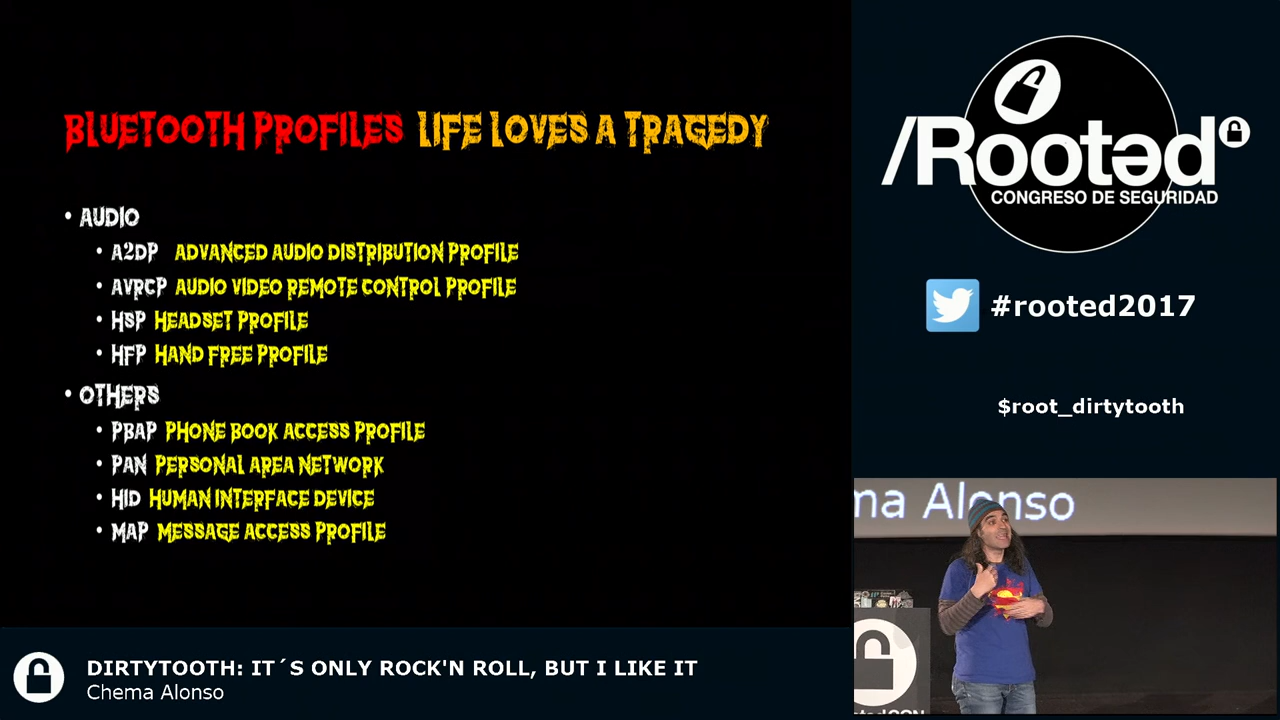 BLUETOOTH PROFILES LIFE LOVES A TRAGEDY
• AUDIO
• A2DP ADVANCED AUDIO DISTRIBUTION PROFILE
• AVRCP AUDIO VIDEO REMOTE CONTROL PROFILE
• HSP HEADSET PROFILE
• HFP HAND FREE PROFILE
• OTHERS
• PBAP PHONE BOOK ACCESS PROFILE
• PAN PERSONAL AREA NETWORK
• HID HUMAN INTERFACE DEVICE
• MAP MESSAGE ACCESS PROFILE
/Rootəd
CONGRESO DE SEGURIDAD
#rooted2017
$root_dirtytooth
ma Alonso
DIRTYTOOTH: IT´S ONLY ROCK'N ROLL, BUT I LIKE IT
Chema Alonso